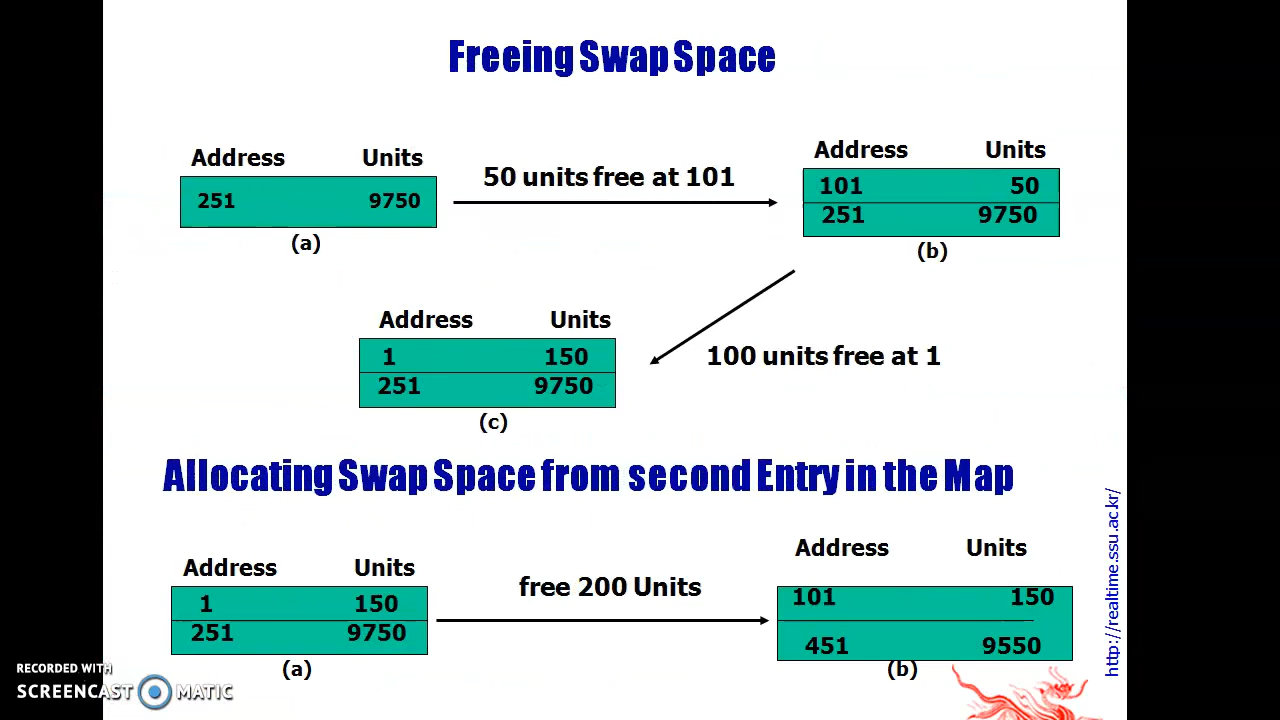 Freeing Swap Space
Address Units
251 9750
(a)
50 units free at 101
Address Units
101 50
251 9750
(b)
Address Units
1 150
251 9750
(c)
100 units free at 1
Allocating Swap Space from second Entry in the Map
Address Units
1 150
251 9750
(a)
free 200 Units
Address Units
101 150
451 9550
(b)
http://realtime.ssu.ac.kr/
RECORDED WITH
SCREENCAST MATIC